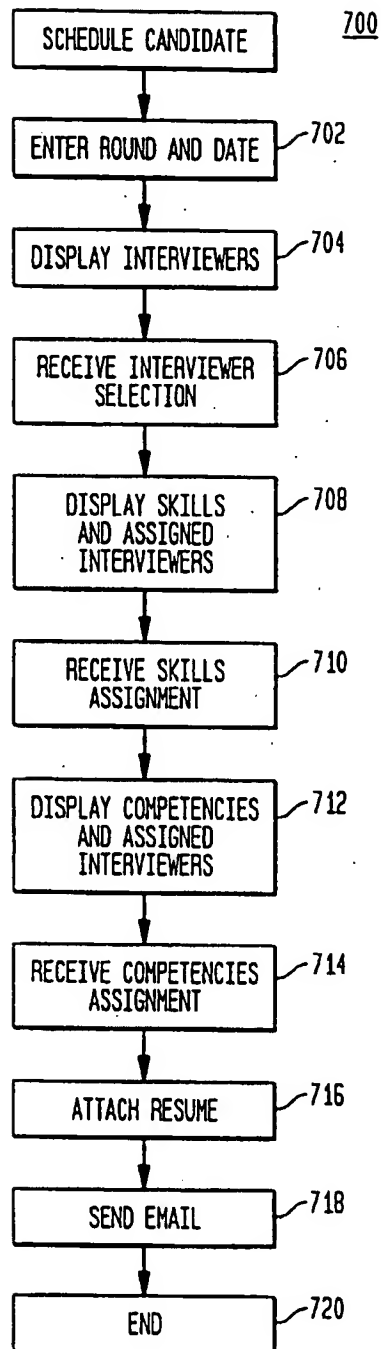 SCHEDULE CANDIDATE
700
ENTER ROUND AND DATE
702
DISPLAY INTERVIEWERS
704
RECEIVE INTERVIEWER
SELECTION
706
DISPLAY SKILLS
AND ASSIGNED
INTERVIEWERS
708
RECEIVE SKILLS
ASSIGNMENT
710
DISPLAY COMPETENCIES
AND ASSIGNED
INTERVIEWERS
712
RECEIVE COMPETENCIES
ASSIGNMENT
714
ATTACH RESUME
716
SEND EMAIL
718
END
720